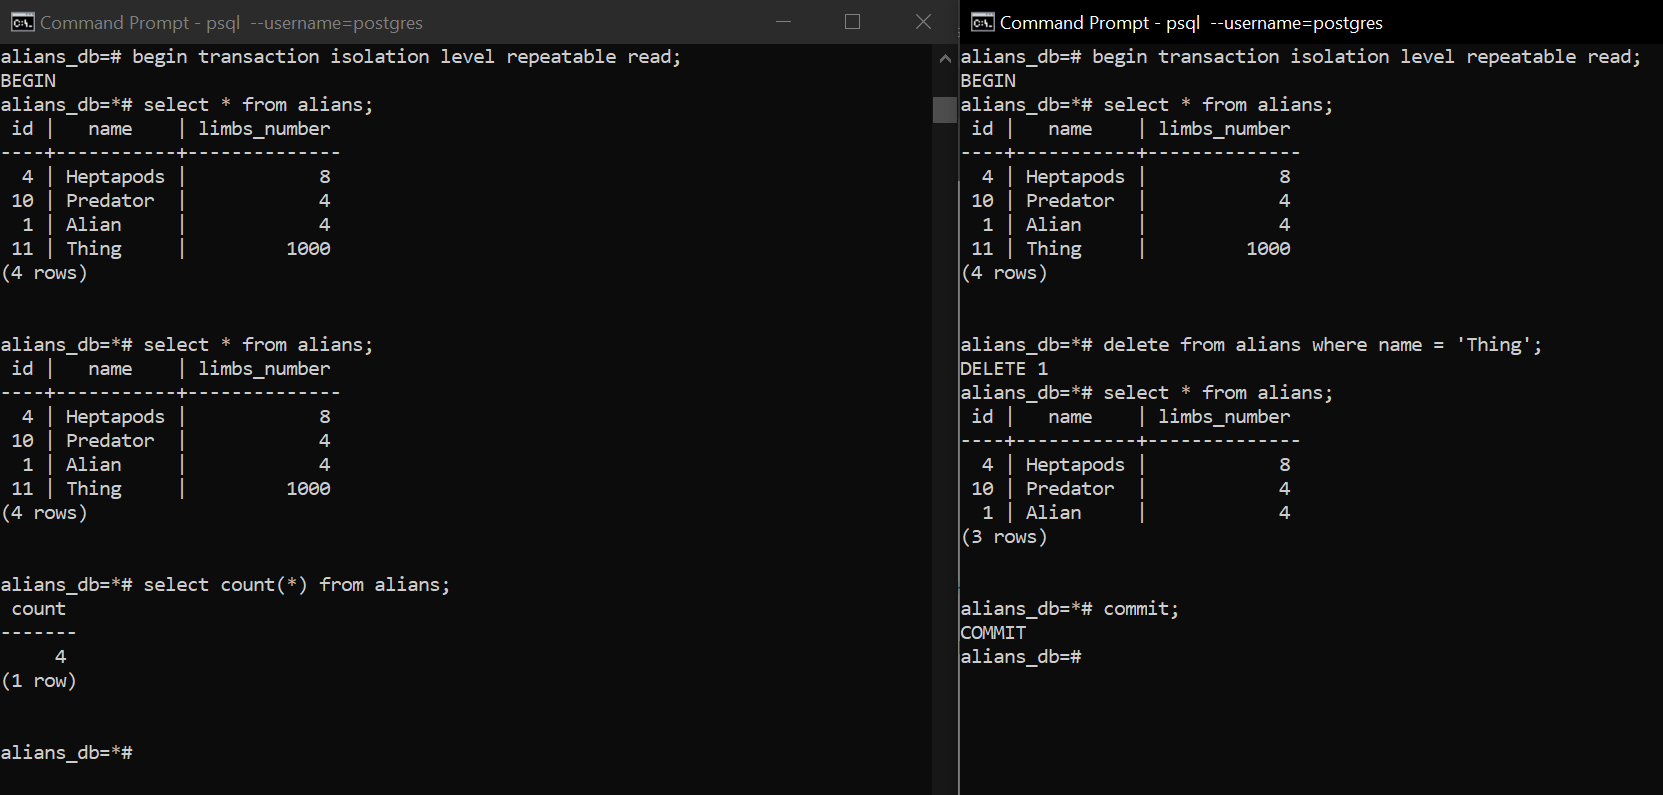 Command Prompt - psql  --username=postgres
alians_db=# begin transaction isolation level repeatable read;
BEGIN
alians_db=*# select * from alians;
 id |   name    | limbs_number
----+-----------+--------------
  4 | Heptapods |            8
 10 | Predator  |            4
  1 | Alian     |            4
 11 | Thing     |         1000
(4 rows)
alians_db=*# select * from alians;
 id |   name    | limbs_number
----+-----------+--------------
  4 | Heptapods |            8
 10 | Predator  |            4
  1 | Alian     |            4
 11 | Thing     |         1000
(4 rows)
alians_db=*# select count(*) from alians;
 count
-------
     4
(1 row)
alians_db=*#
Command Prompt - psql  --username=postgres
alians_db=# begin transaction isolation level repeatable read;
BEGIN
alians_db=*# select * from alians;
 id |   name    | limbs_number
----+-----------+--------------
  4 | Heptapods |            8
 10 | Predator  |            4
  1 | Alian     |            4
 11 | Thing     |         1000
(4 rows)
alians_db=*# delete from alians where name = 'Thing';
DELETE 1
alians_db=*# select * from alians;
 id |   name    | limbs_number
----+-----------+--------------
  4 | Heptapods |            8
 10 | Predator  |            4
  1 | Alian     |            4
(3 rows)
alians_db=*# commit;
COMMIT
alians_db=#